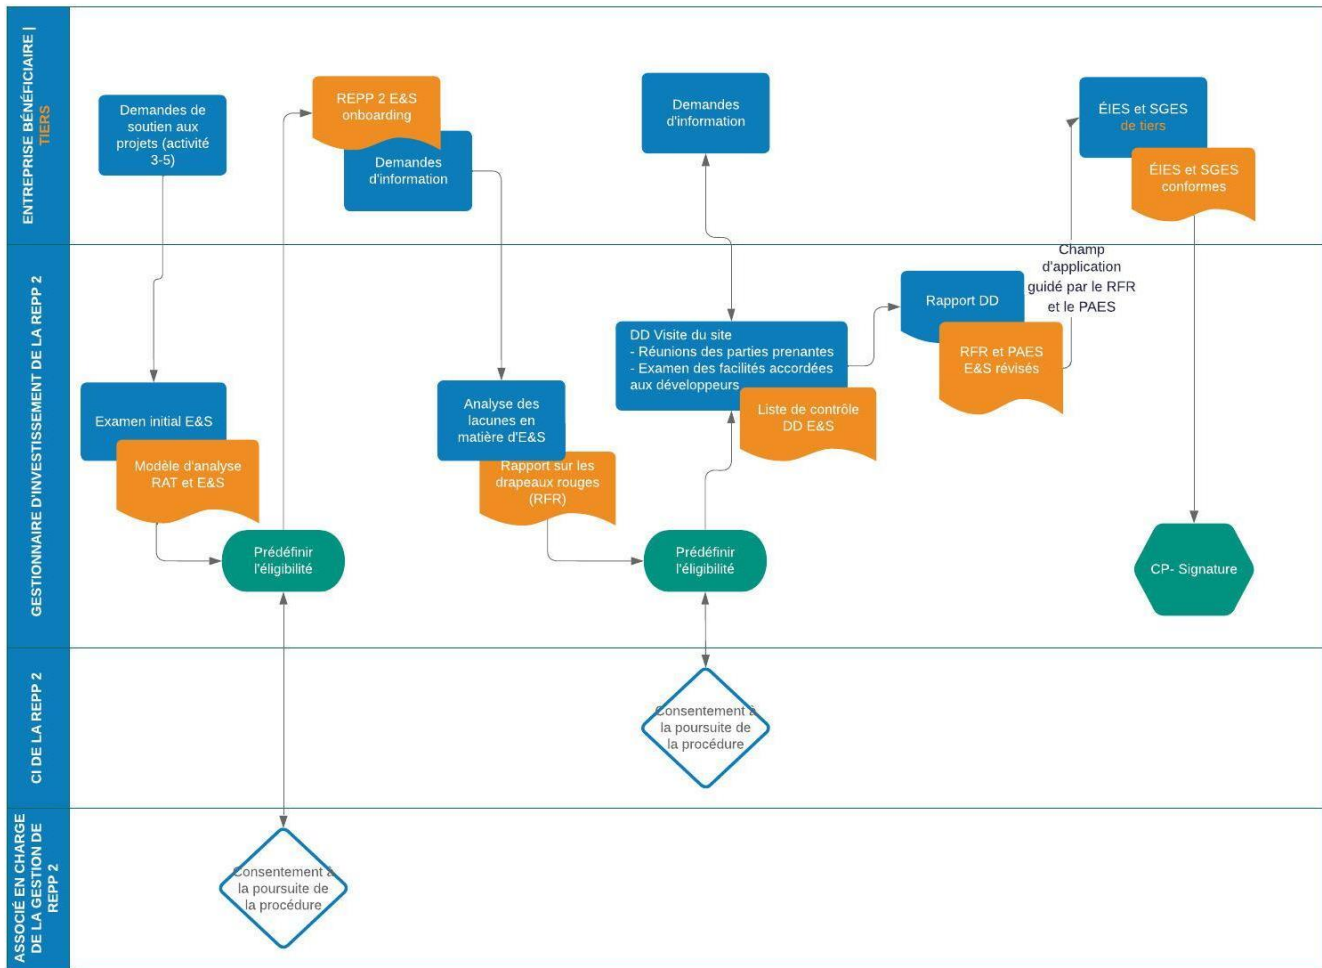 ENTREPRISE BÉNÉFICIAIRE |
TIERS
Demandes de
soutien aux
projets (activité
3-5)
REPP 2 E&S
onboarding
Demandes
d'information
Demandes
d'information
ÉIES et SGES
de tiers
ÉIES et SGES
conformes
GESTIONNAIRE D'INVESTISSEMENT DE LA REPP 2
Examen initial E&S
Modèle d'analyse
RAT et E&S
Prédéfinir
l'éligibilité
Analyse des
lacunes en
matière d'E&S
Rapport sur les
drapeaux rouges
(RFR)
Prédéfinir
l'éligibilité
DD Visite du site
- Réunions des parties prenantes
- Examen des facilités accordées
aux développeurs
Liste de contrôle
DD E&S
Rapport DD
RFR et PAES
E&S révisés
Champ
d'application
guidé par le RFR
et le PAES
CP- Signature
CI DE LA REPP 2
Consentement à
la poursuite de
la procédure
ASSOCIÉ EN CHARGE
DE LA GESTION DE
REPP 2
Consentement à
la poursuite de
la procédure